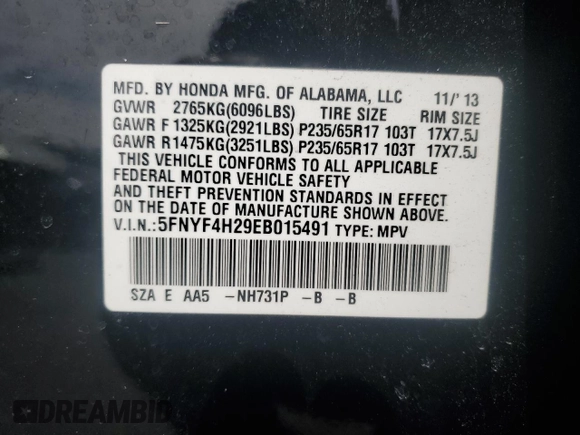 MFD. BY HONDA MFG. OF ALABAMA, LLC 11/'13
GVWR 2765KG(6096LBS) TIRE SIZE RIM SIZE
GAWR F 1325KG(2921LBS) P235/65R17 103T 17X7.5J
GAWR R 1475KG(3251LBS) P235/65R17 103T 17X7.5J
THIS VEHICLE CONFORMS TO ALL APPLICABLE
FEDERAL MOTOR VEHICLE SAFETY
AND THEFT PREVENTION STANDARDS IN EFFECT
ON THE DATE OF MANUFACTURE SHOWN ABOVE.
V.I.N.: 5FNYF4H29EB015491 TYPE: MPV
SZA E AA5 -NH731P -B -B
DREAMBID